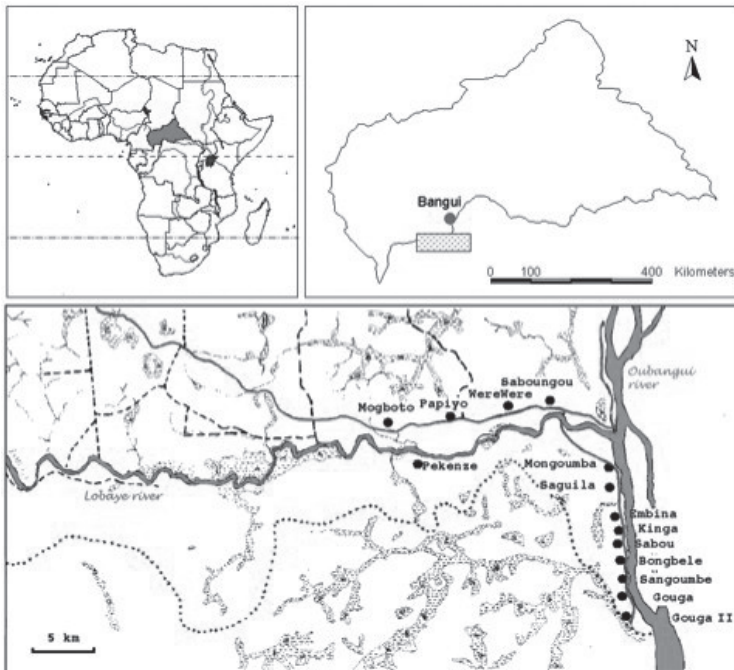 N
Bangui
0 100 400 Kilometers
Oubangui
river
Saboungou
WereWere
Papiyo
Mogboto
Pekenze
Mongoumba
Saguila
Lobaye river
Embina
Kinga
Sabou
Bongbele
Sangoumbe
Gouga
Gouga II
5 km